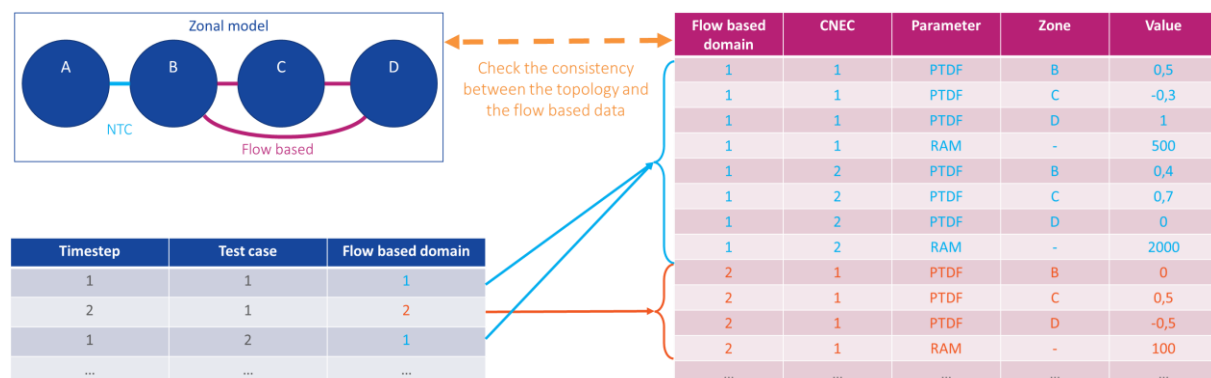 Zonal model
A B C D
NTC
Flow based
Check the consistency
between the topology and
the flow based data
Timestep Test case Flow based domain
1 1 1
2 1 2
1 2 1
... ... ...
Flow based domain CNEC Parameter Zone Value
1 1 PTDF B 0,5
1 1 PTDF C -0,3
1 1 PTDF D 1
1 1 RAM - 500
1 2 PTDF B 0,4
1 2 PTDF C 0,7
1 2 PTDF D 0
1 2 RAM - 2000
2 1 PTDF B 0
2 1 PTDF C 0,5
2 1 PTDF D -0,5
2 1 RAM - 100
... ... ... ... ...